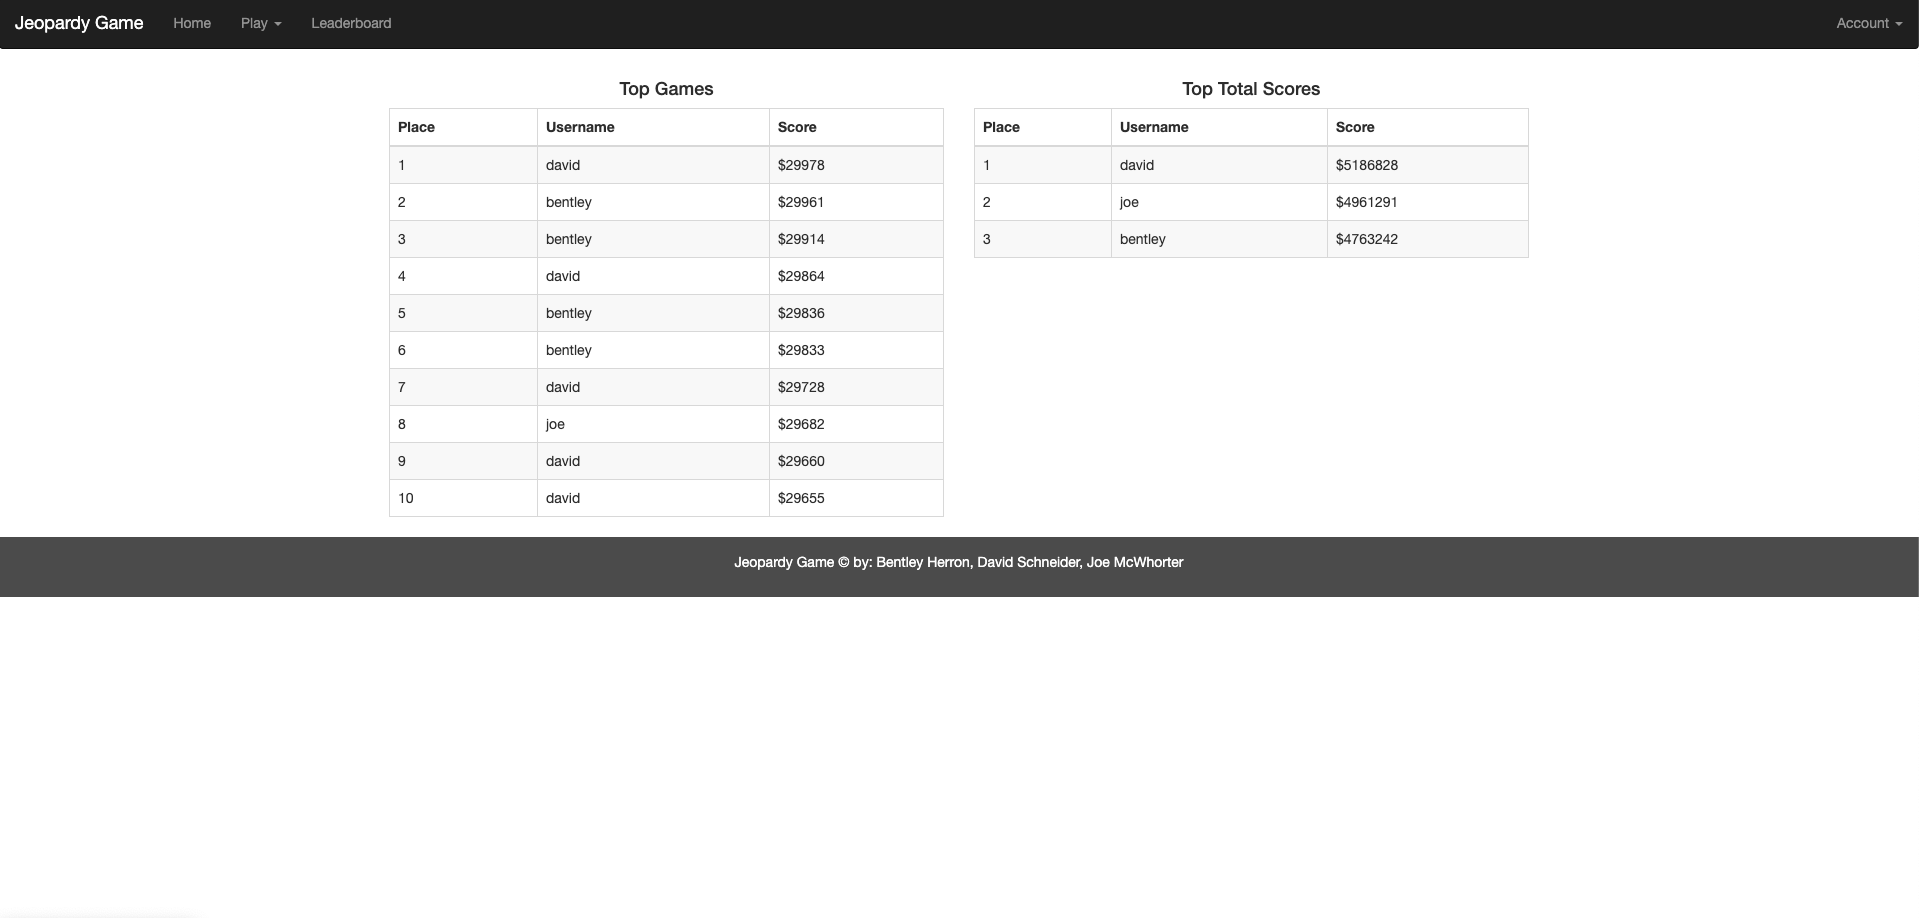 Jeopardy Game Home Play Leaderboard Account
Top Games
Place Username Score
1 david $29978
2 bentley $29961
3 bentley $29914
4 david $29864
5 bentley $29836
6 bentley $29833
7 david $29728
8 joe $29682
9 david $29660
10 david $29655
Top Total Scores
Place Username Score
1 david $5186828
2 joe $4961291
3 bentley $4763242
Jeopardy Game © by: Bentley Herron, David Schneider, Joe McWhorter